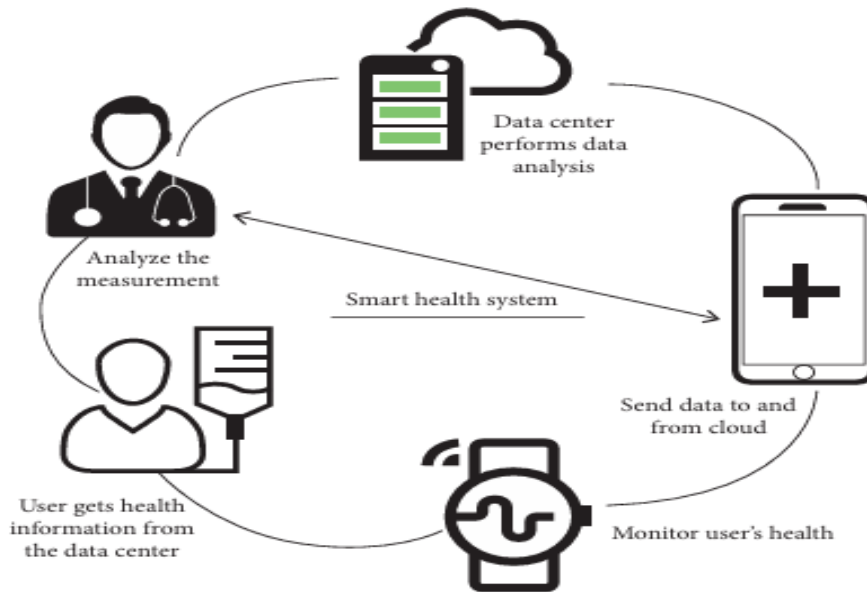 Data center
performs data
analysis
Analyze the
measurement
Smart health system
Send data to and
from cloud
User gets health
information from
the data center
Monitor user's health